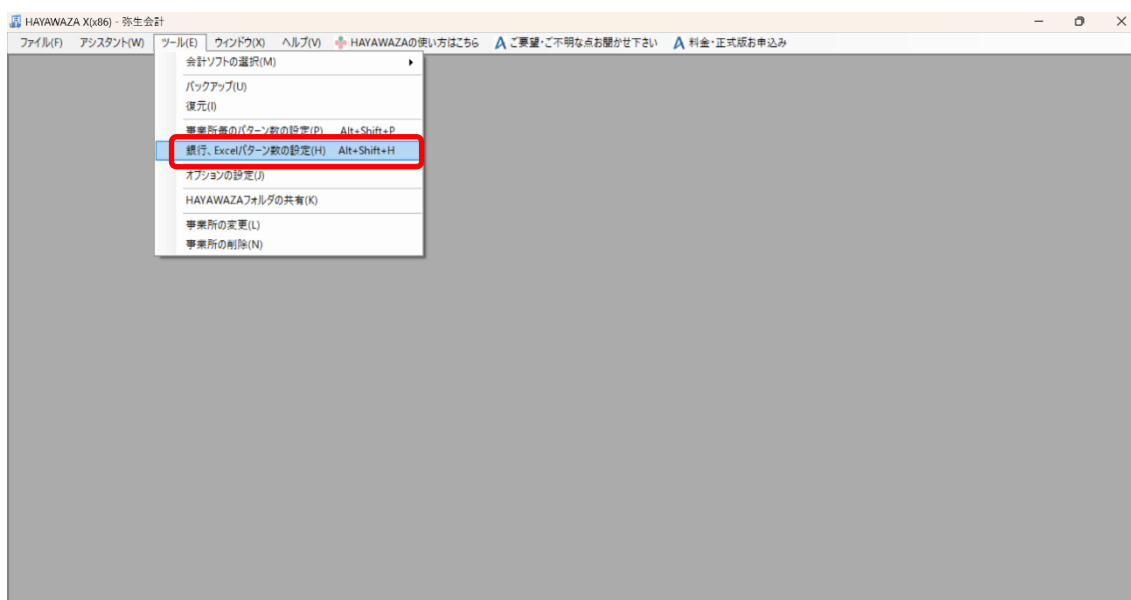 HAYAWAZA X(x86) - 弥生会計
ファイル(F) アシスタント(W) ツール(E) ウィンドウ(X) ヘルプ(V) HAYAWAZAの使い方はこちら ご要望・ご不明な点お聞かせ下さい 料金・正式版お申込み
会計ソフトの選択(M)
バックアップ(U)
復元(I)
事業所毎のパターン数の設定(P) Alt+Shift+P
銀行、Excelパターン数の設定(H) Alt+Shift+H
オプションの設定(J)
HAYAWAZAフォルダの共有(K)
事業所の変更(L)
事業所の削除(N)